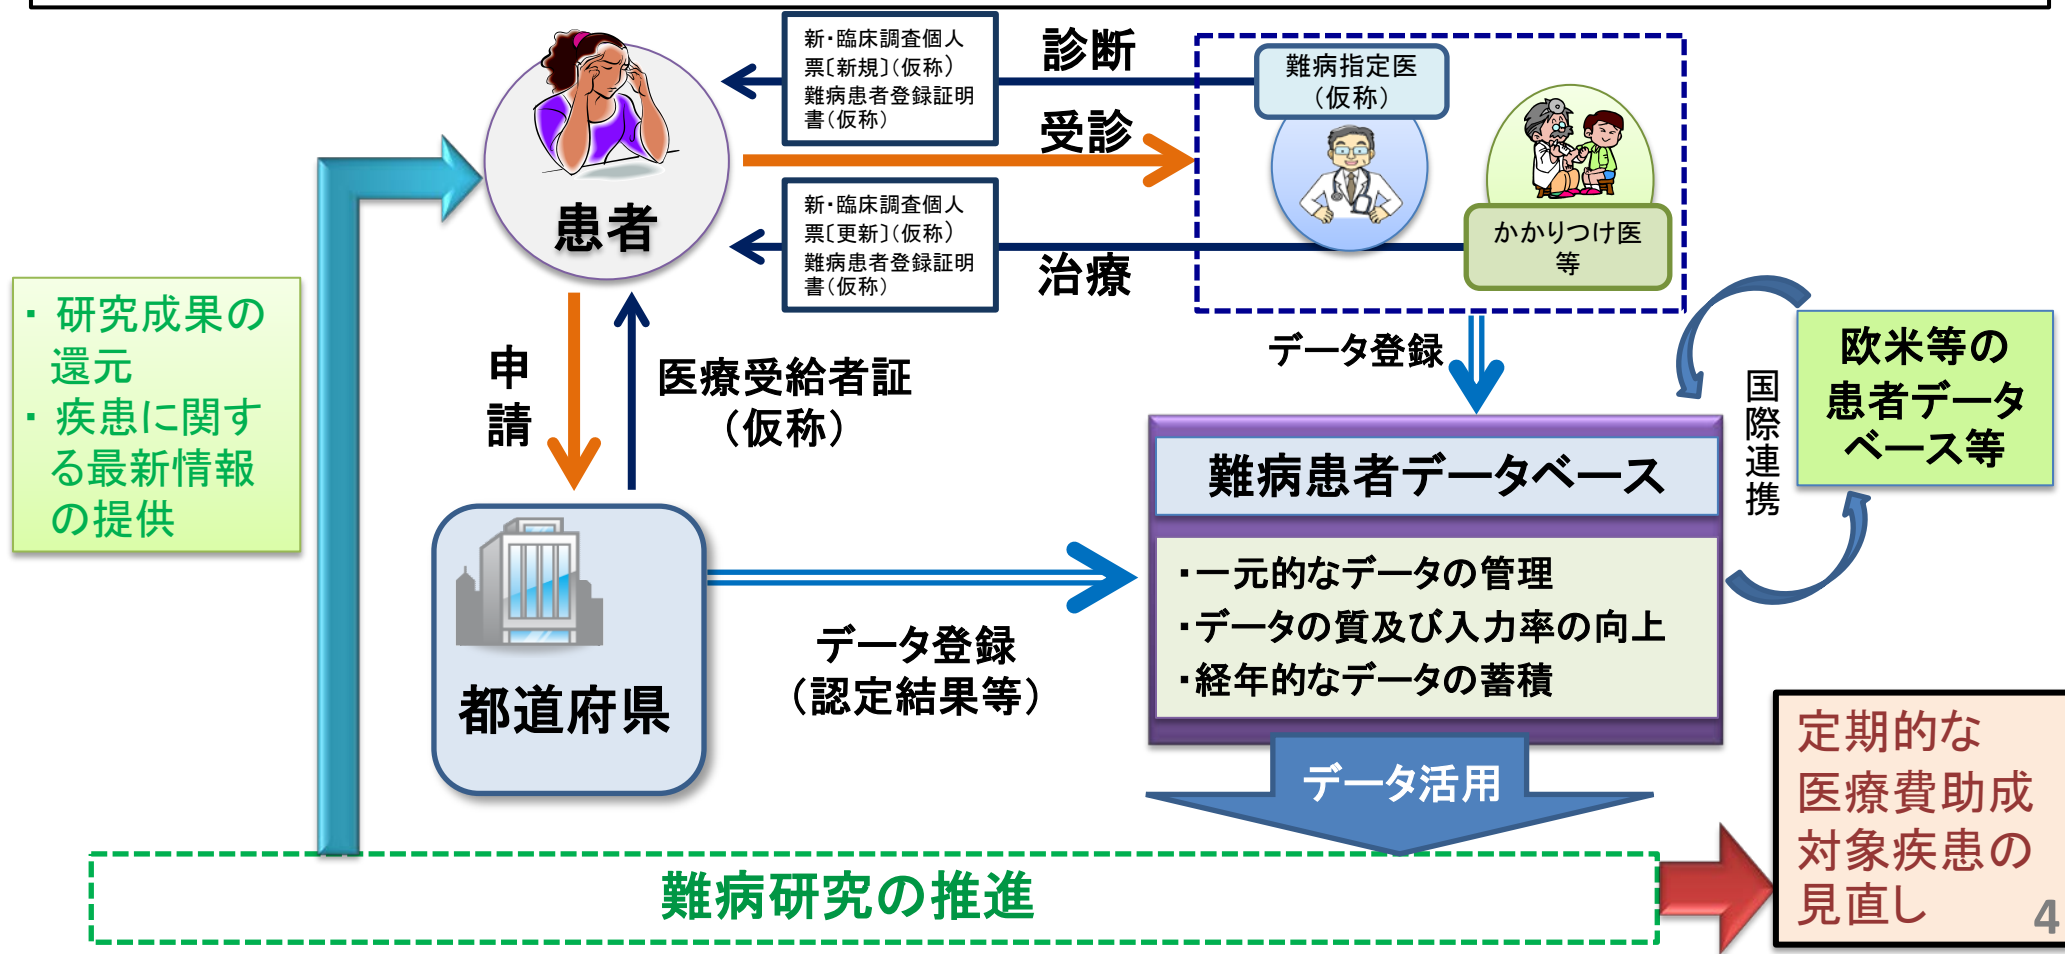 新・臨床調査個人
票〔新規〕(仮称)
難病患者登録証明
書(仮称)
診断
受診
難病指定医
(仮称)
かかりつけ医
等
患者
新・臨床調査個人
票〔更新〕(仮称)
難病患者登録証明
書(仮称)
治療
・ 研究成果の
還元
・ 疾患に関す
る最新情報
の提供
申
請
医療受給者証
(仮称)
データ登録
国際連携
欧米等の
患者データ
ベース等
難病患者データベース
・一元的なデータの管理
・データの質及び入力率の向上
・経年的なデータの蓄積
都道府県
データ登録
(認定結果等)
データ活用
定期的な
医療費助成
対象疾患の
見直し
難病研究の推進
4